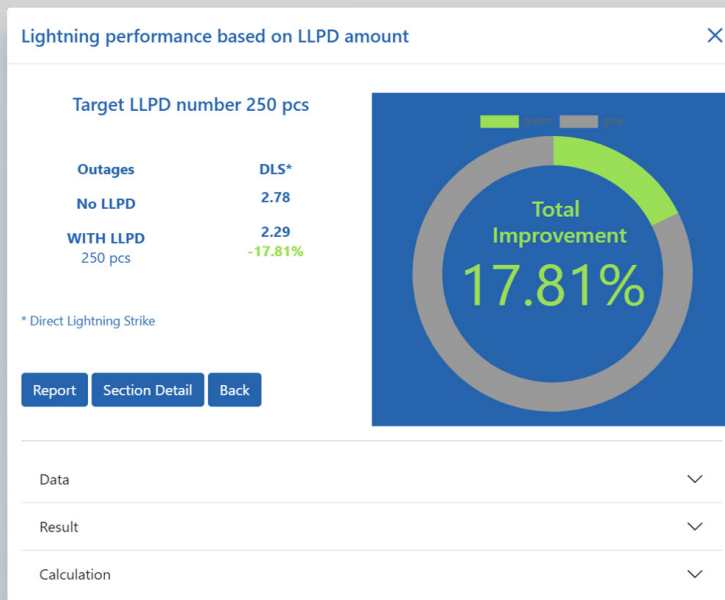 Lightning performance based on LLPD amount
Target LLPD number 250 pcs
Outages DLS*
No LLPD 2.78
WITH LLPD 2.29
250 pcs -17.81%
* Direct Lightning Strike
Report Section Detail Back
green grey
Total
Improvement
17.81%
Data
Result
Calculation